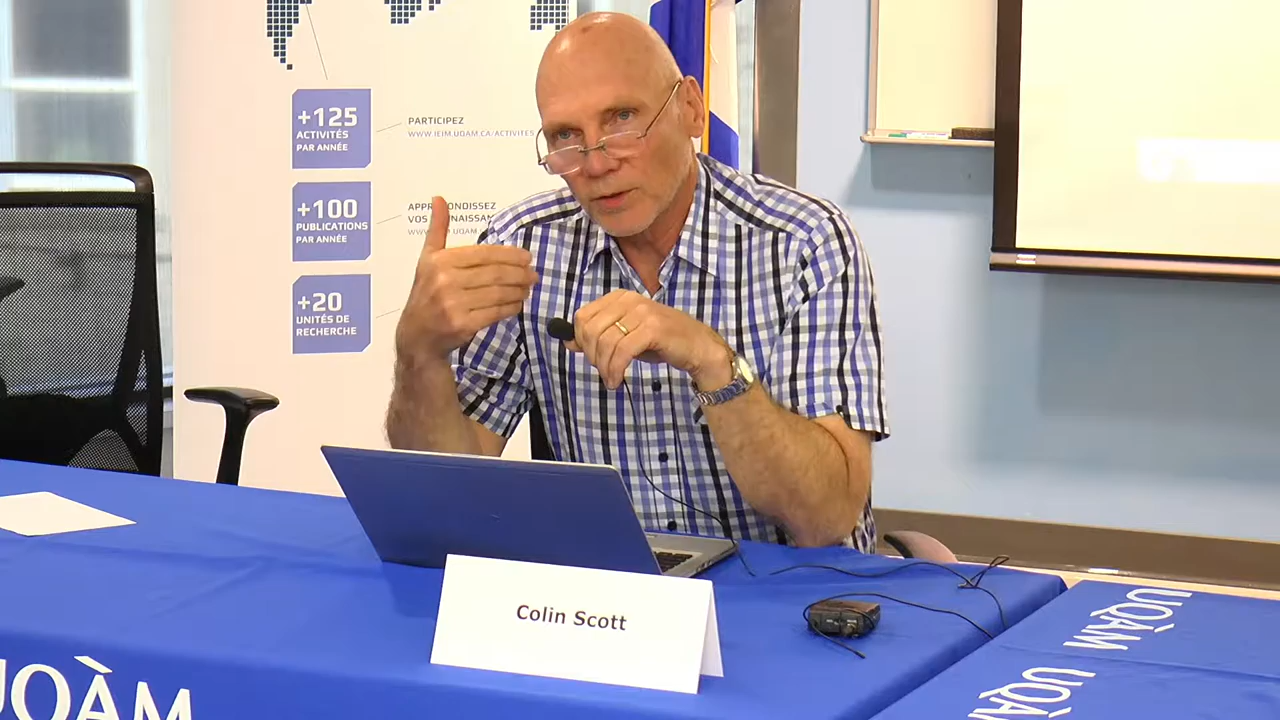 +125
ACTIVITÉS
PAR ANNÉE
PARTICIPEZ
WWW.IEIM.UQAM.CA/ACTIVITES
+100
PUBLICATIONS
PAR ANNÉE
VOS
+20
UNITÉS DE
RECHERCHE
Colin Scott
UQÀM
UQÀM
UQÀM